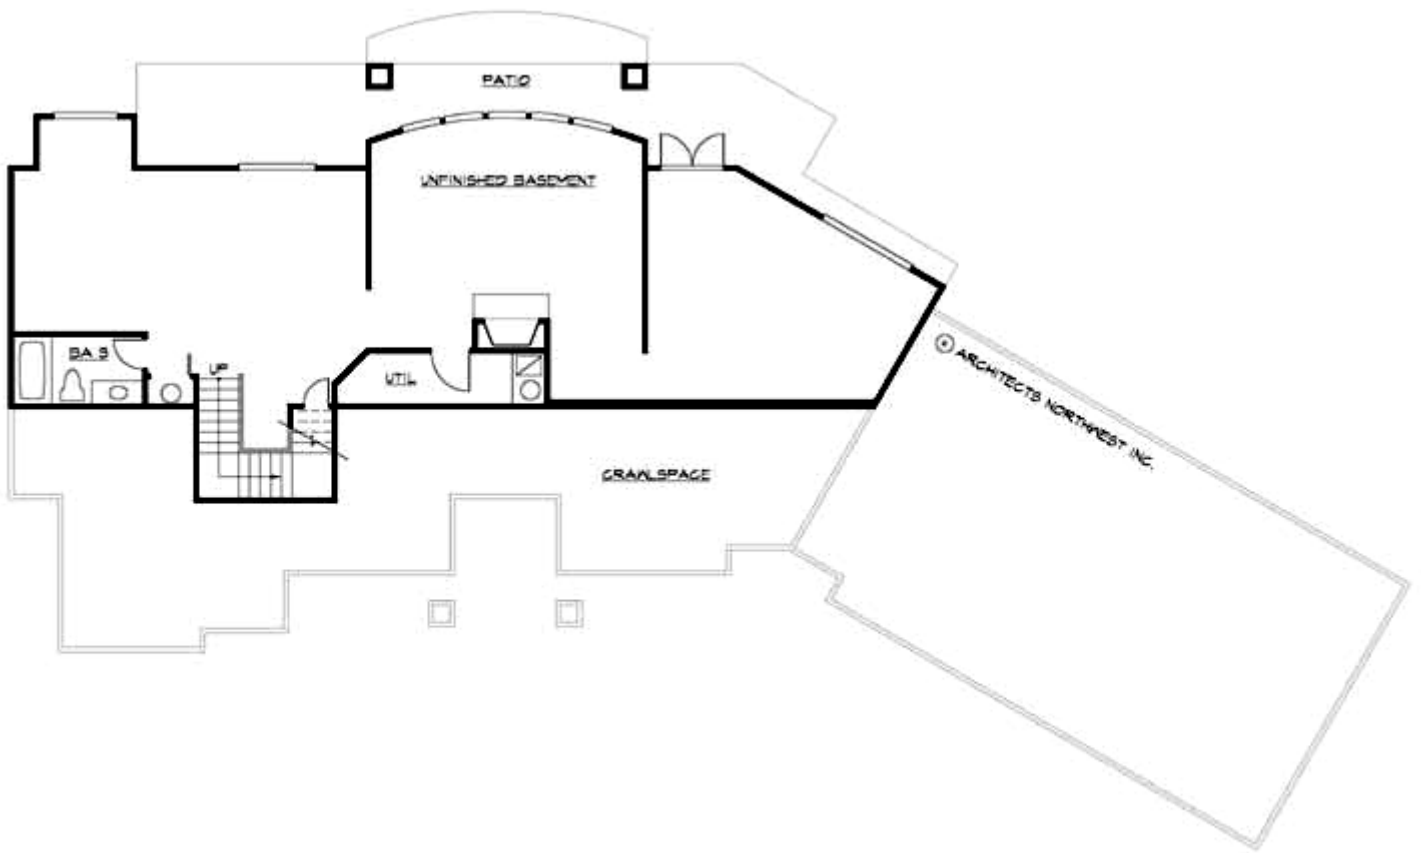 PATIO
UNFINISHED BASEMENT
BA 3
UP
UTIL
CRAWLSPACE
© ARCHITECTS NORTHWEST INC.